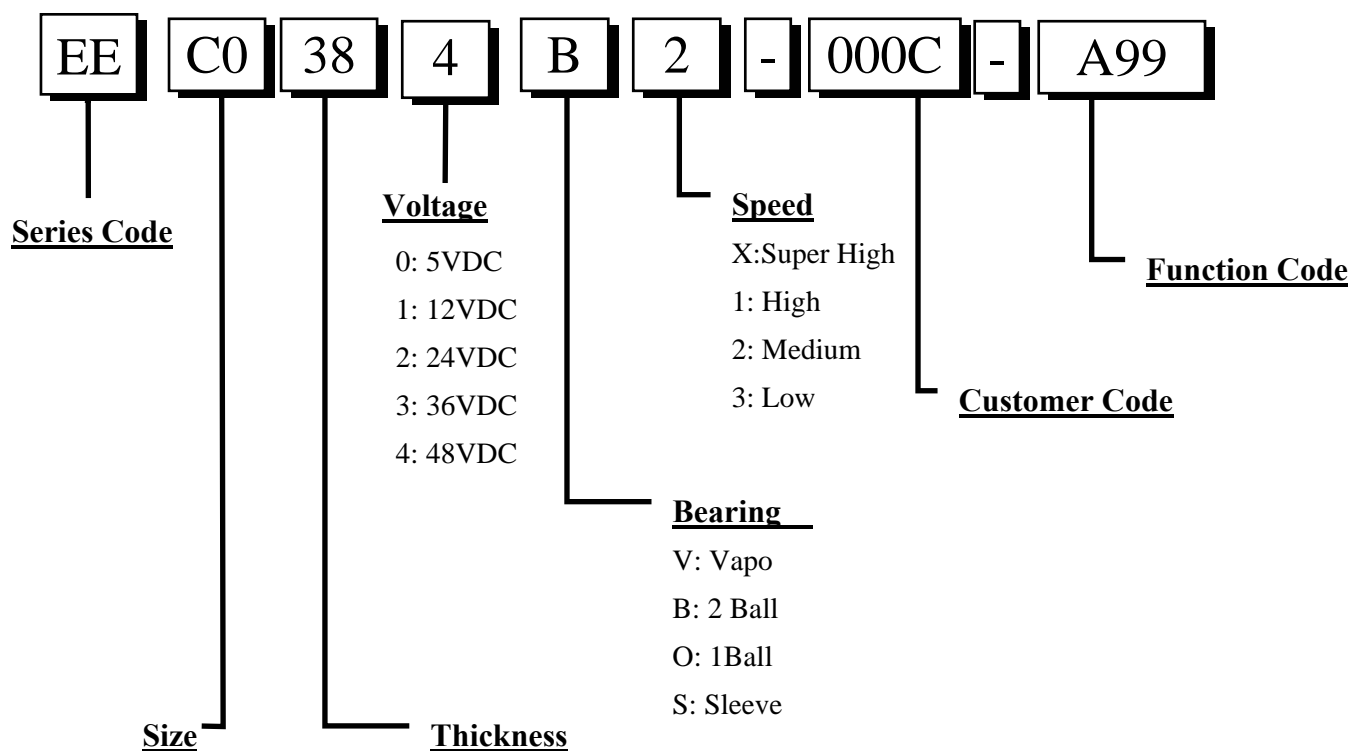 EE C0 38 4 B 2 - 000C - A99
Series Code
Voltage
0: 5VDC
1: 12VDC
2: 24VDC
3: 36VDC
4: 48VDC
Speed
X:Super High
1: High
2: Medium
3: Low
Function Code
Customer Code
Bearing
V: Vapo
B: 2 Ball
O: 1Ball
S: Sleeve
Size
Thickness